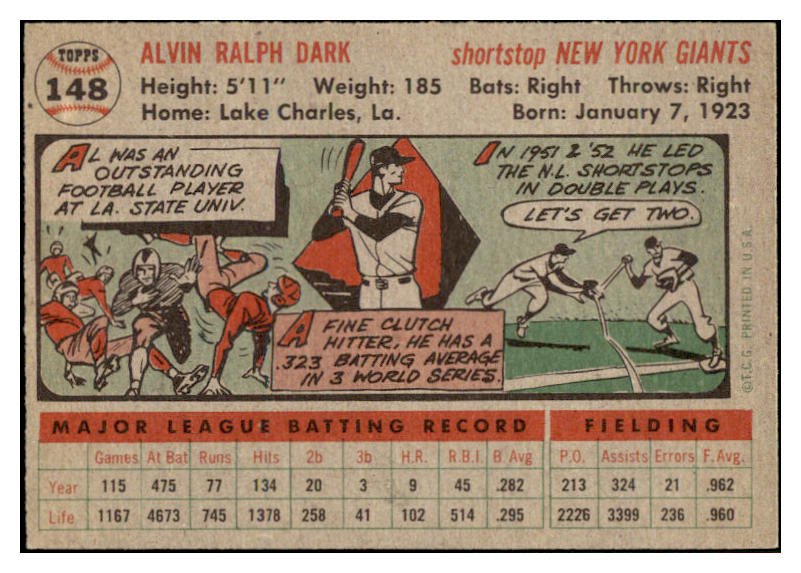 TOPPS
148
ALVIN RALPH DARK shortstop NEW YORK GIANTS
Height: 5'11" Weight: 185 Bats: Right Throws: Right
Home: Lake Charles, La. Born: January 7, 1923
AL WAS AN
OUTSTANDING
FOOTBALL PLAYER
AT LA. STATE UNIV.
A FINE CLUTCH
HITTER, HE HAS A
.323 BATTING AVERAGE
IN 3 WORLD SERIES.
IN 1951 & '52 HE LED
THE N.L. SHORTSTOPS
IN DOUBLE PLAYS.
LET'S GET TWO.
©T.C.G. PRINTED IN U.S.A.
MAJOR LEAGUE BATTING RECORD FIELDING
Games At Bat Runs Hits 2b 3b H.R. R.B.I. B. Avg P.O. Assists Errors F. Avg.
Year 115 475 77 134 20 3 9 45 .282 213 324 21 .962
Life 1167 4673 745 1378 258 41 102 514 .295 2226 3399 236 .960